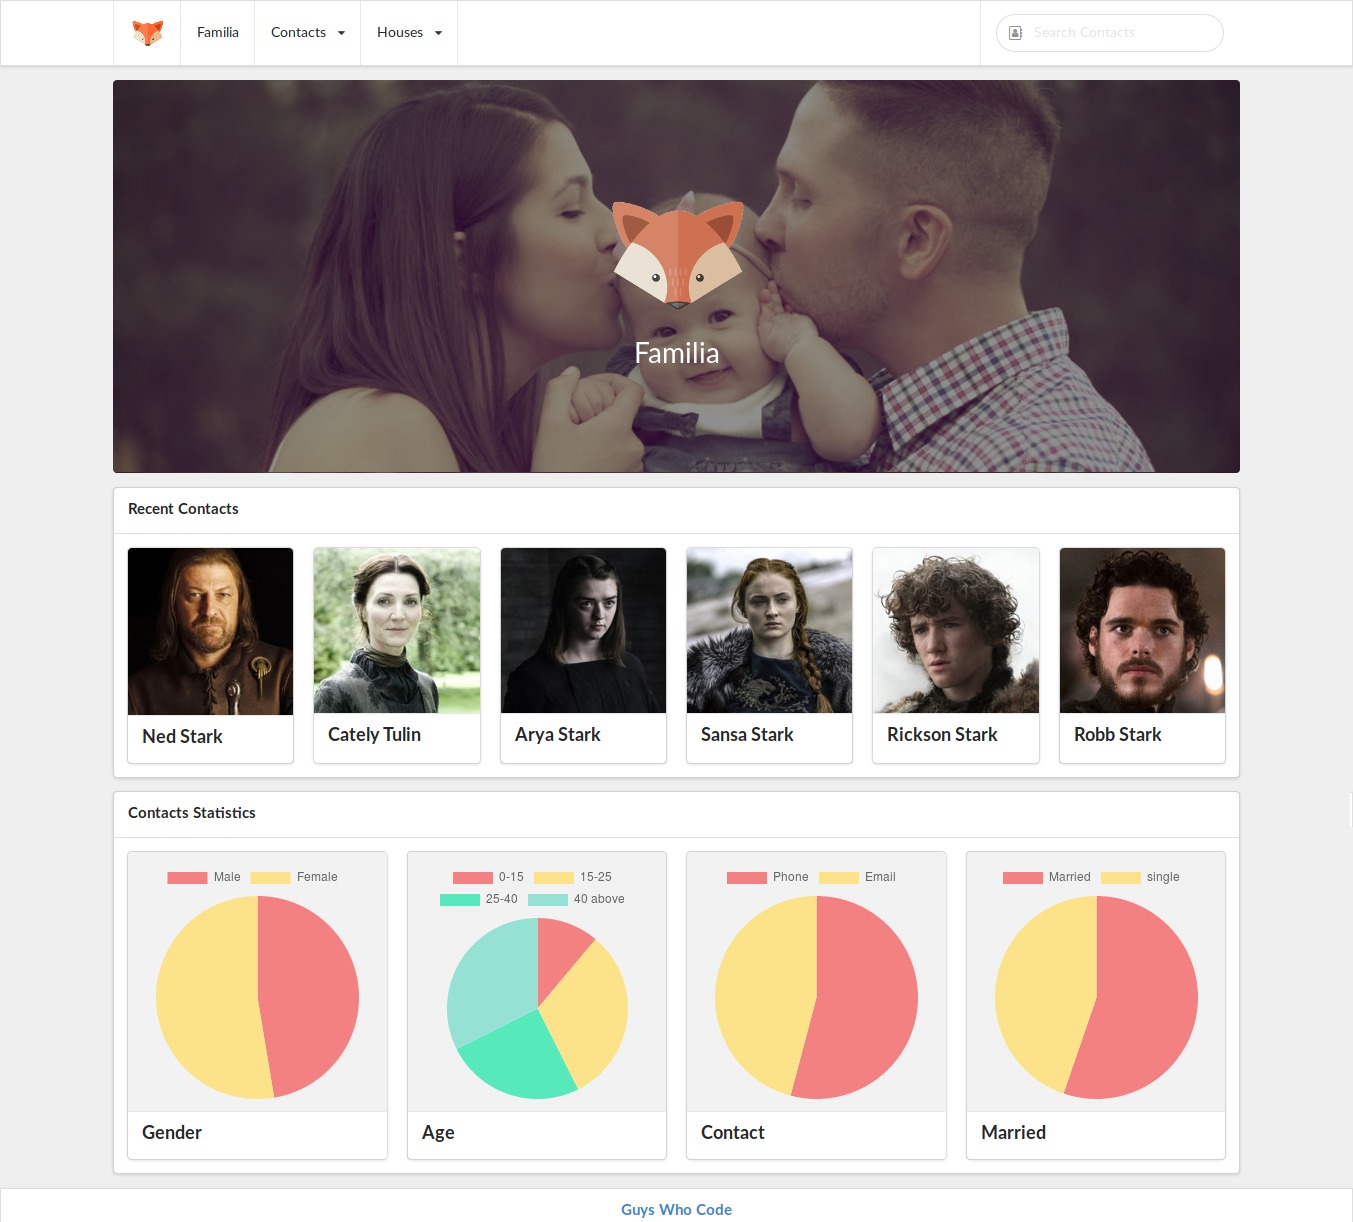 Familia
Contacts
Houses
Search Contacts
Familia
Recent Contacts
Ned Stark
Cately Tulin
Arya Stark
Sansa Stark
Rickson Stark
Robb Stark
Contacts Statistics
Male Female
0-15 15-25
25-40 40 above
Phone Email
Married single
Gender
Age
Contact
Married
Guys Who Code